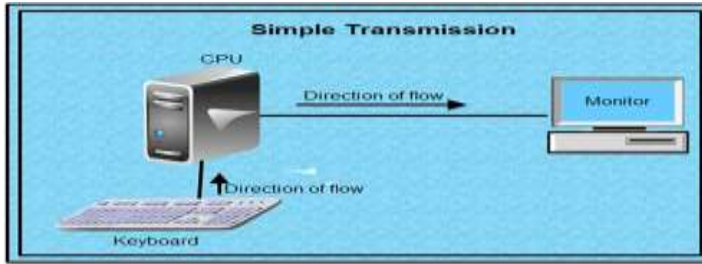 Simple Transmission
CPU
Direction of flow
Monitor
Direction of flow
Keyboard